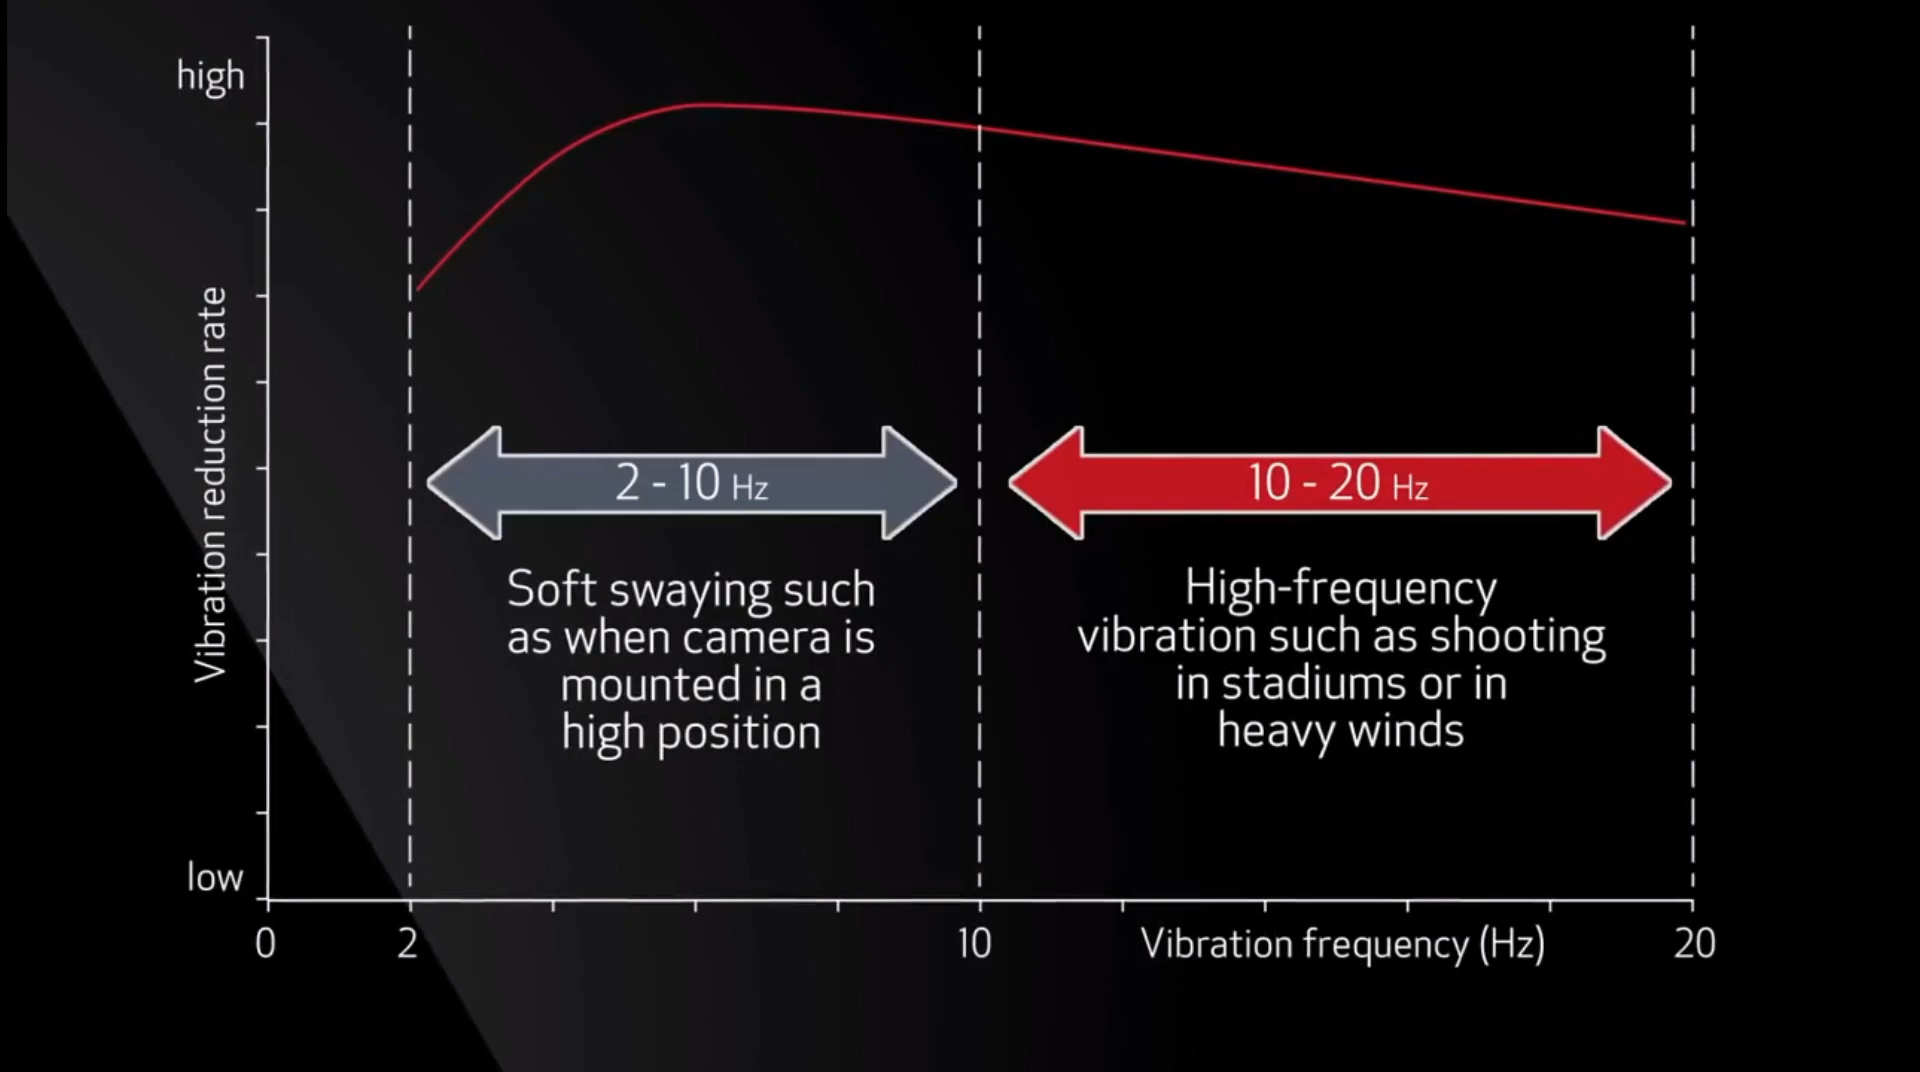 high
Vibration reduction rate
low
2 - 10 Hz
Soft swaying such
as when camera is
mounted in a
high position
10 - 20 Hz
High-frequency
vibration such as shooting
in stadiums or in
heavy winds
0
2
10
Vibration frequency (Hz)
20